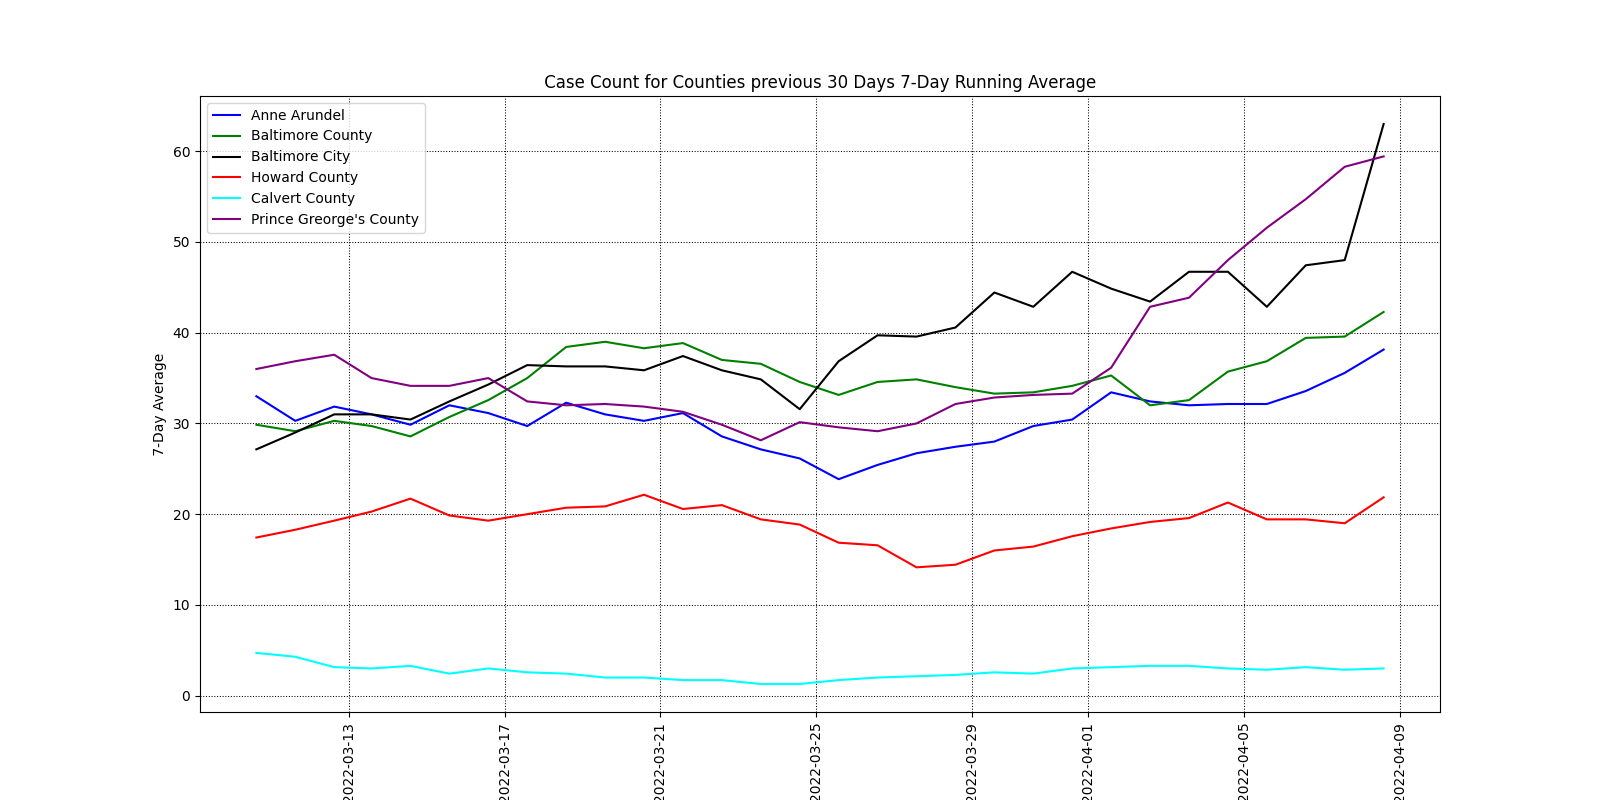 Case Count for Counties previous 30 Days 7-Day Running Average
Anne Arundel
Baltimore County
Baltimore City
Howard County
Calvert County
Prince Greorge's County
7-Day Average
60
50
40
30
20
10
0
2022-03-13
2022-03-17
2022-03-21
2022-03-25
2022-03-29
2022-04-01
2022-04-05
2022-04-09